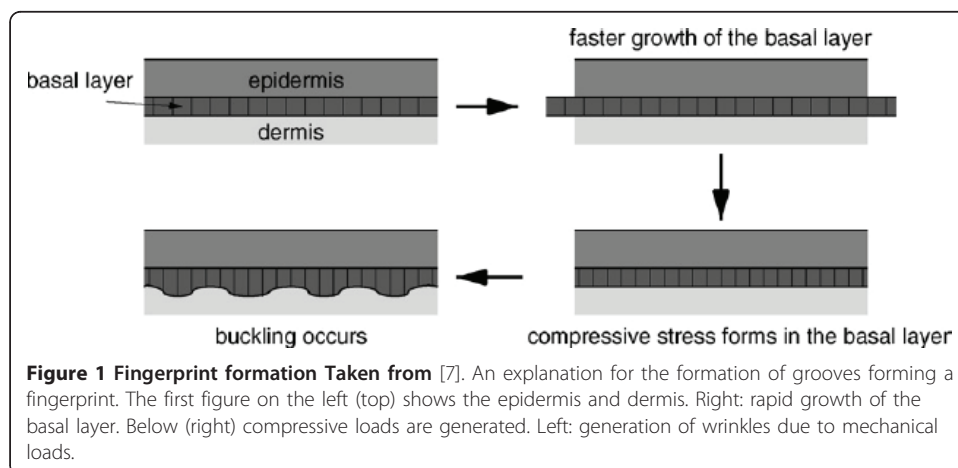 faster growth of the basal layer
basal layer
epidermis
dermis
buckling occurs
compressive stress forms in the basal layer
Figure 1 Fingerprint formation Taken from [7]. An explanation for the formation of grooves forming a
fingerprint. The first figure on the left (top) shows the epidermis and dermis. Right: rapid growth of the
basal layer. Below (right) compressive loads are generated. Left: generation of wrinkles due to mechanical
loads.